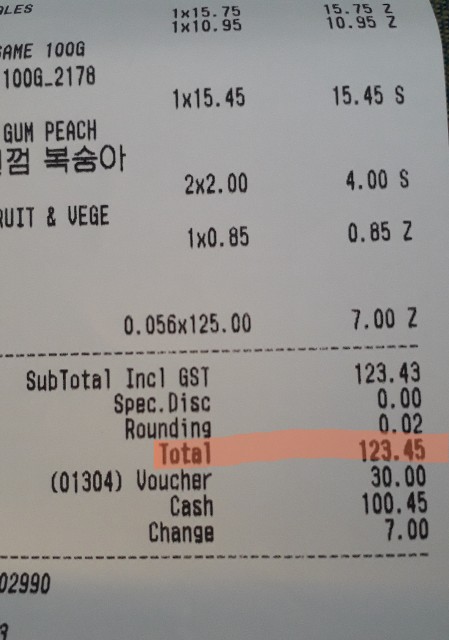 1x15.75 15.75 Z
1x10.95 10.95 Z
100G
100G_2178
1x15.45 15.45 S
GUM PEACH
껌 복숭아
2x2.00 4.00 S
& VEGE
1x0.85 0.85 Z
0.056x125.00 7.00 Z
SubTotal Incl GST 123.43
Spec.Disc 0.00
Rounding 0.02
Total 123.45
(01304) Voucher 30.00
Cash 100.45
Change 7.00
02990